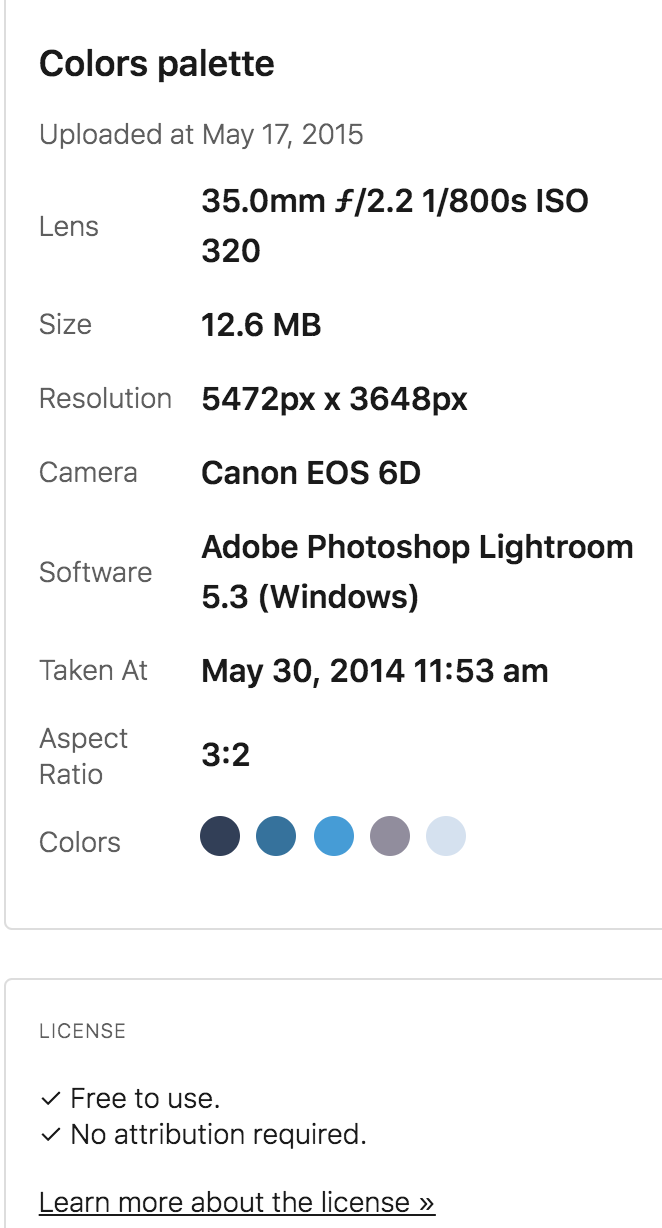 Colors palette
Uploaded at May 17, 2015
Lens
35.0mm ƒ/2.2 1/800s ISO
320
Size
12.6 MB
Resolution
5472px x 3648px
Camera
Canon EOS 6D
Software
Adobe Photoshop Lightroom
5.3 (Windows)
Taken At
May 30, 2014 11:53 am
Aspect
Ratio
3:2
Colors
LICENSE
✓ Free to use.
✓ No attribution required.
Learn more about the license »